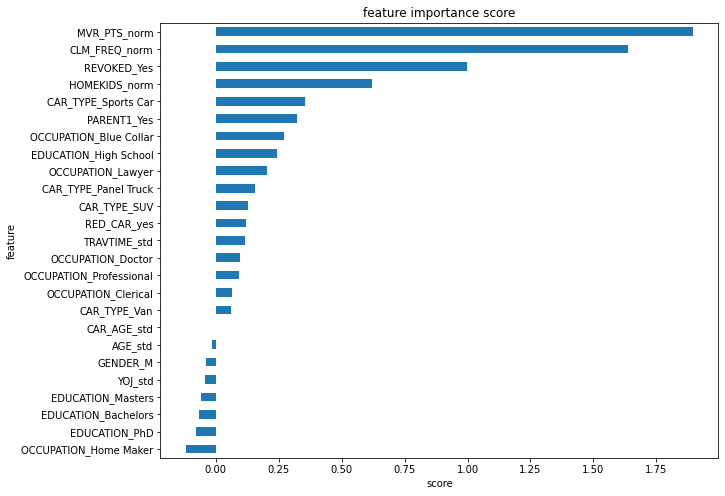 feature importance score
MVR_PTS_norm
CLM_FREQ_norm
REVOKED_Yes
HOMEKIDS_norm
CAR_TYPE_Sports Car
PARENT1_Yes
OCCUPATION_Blue Collar
EDUCATION_High School
OCCUPATION_Lawyer
CAR_TYPE_Panel Truck
CAR_TYPE_SUV
RED_CAR_yes
TRAVTIME_std
OCCUPATION_Doctor
OCCUPATION_Professional
OCCUPATION_Clerical
CAR_TYPE_Van
CAR_AGE_std
AGE_std
GENDER_M
YOJ_std
EDUCATION_Masters
EDUCATION_Bachelors
EDUCATION_PhD
OCCUPATION_Home Maker
feature
0.00 0.25 0.50 0.75 1.00 1.25 1.50 1.75
score